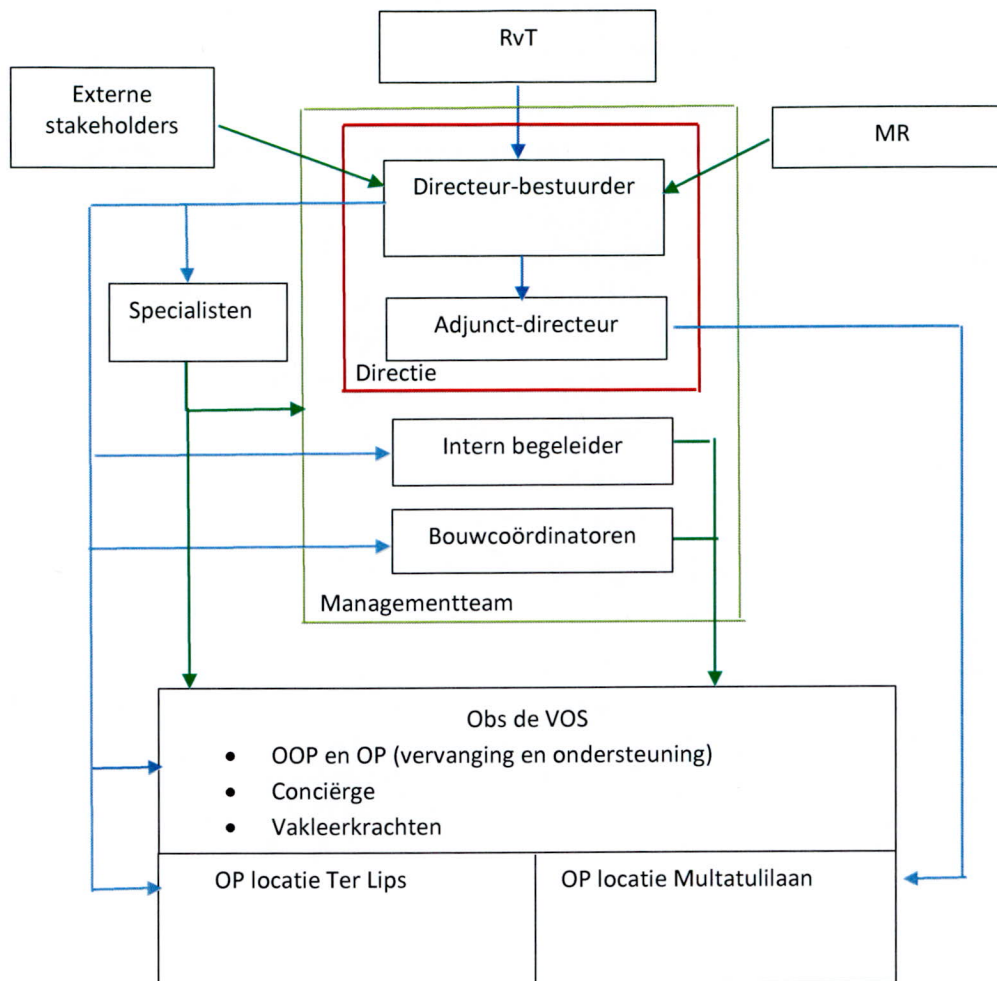 RvT
Externe
stakeholders
MR
Directeur-bestuurder
Specialisten
Adjunct-directeur
Directie
Intern begeleider
Bouwcoördinatoren
Managementteam
Obs de VOS
• OOP en OP (vervanging en ondersteuning)
• Conciërge
• Vakleerkrachten
OP locatie Ter Lips
OP locatie Multatulilaan